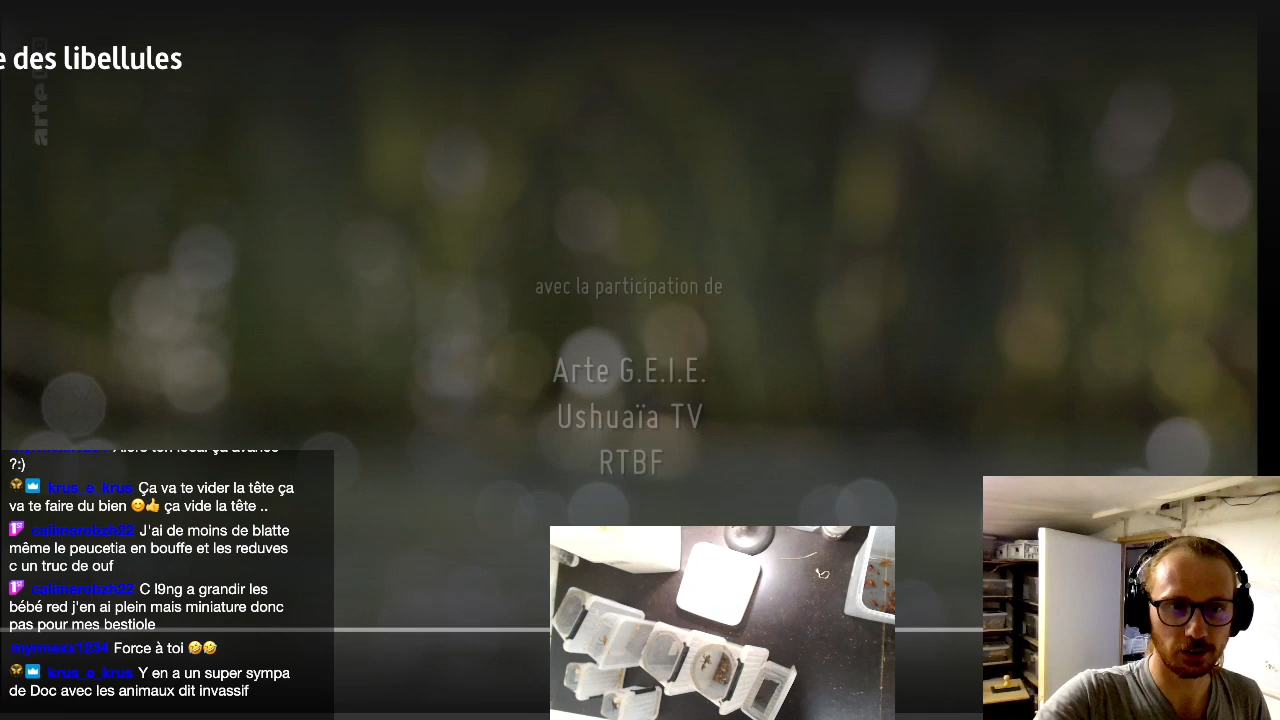 e des libellules
arte
avec la participation de
Arte G.E.I.E.
Ushuaïa TV
RTBF
?:)
krus_e_krus Ça va te vider la tête ça
va te faire du bien 😊👍 ça vide la tête ..
calimerobzh22 J'ai de moins de blatte
même le peucetia en bouffe et les reduves
c un truc de ouf
calimerobzh22 C l9ng a grandir les
bébé red j'en ai plein mais miniature donc
pas pour mes bestiole
myrmexx1234 Force à toi 🤣🤣
krus_e_krus Y en a un super sympa
de Doc avec les animaux dit invassif